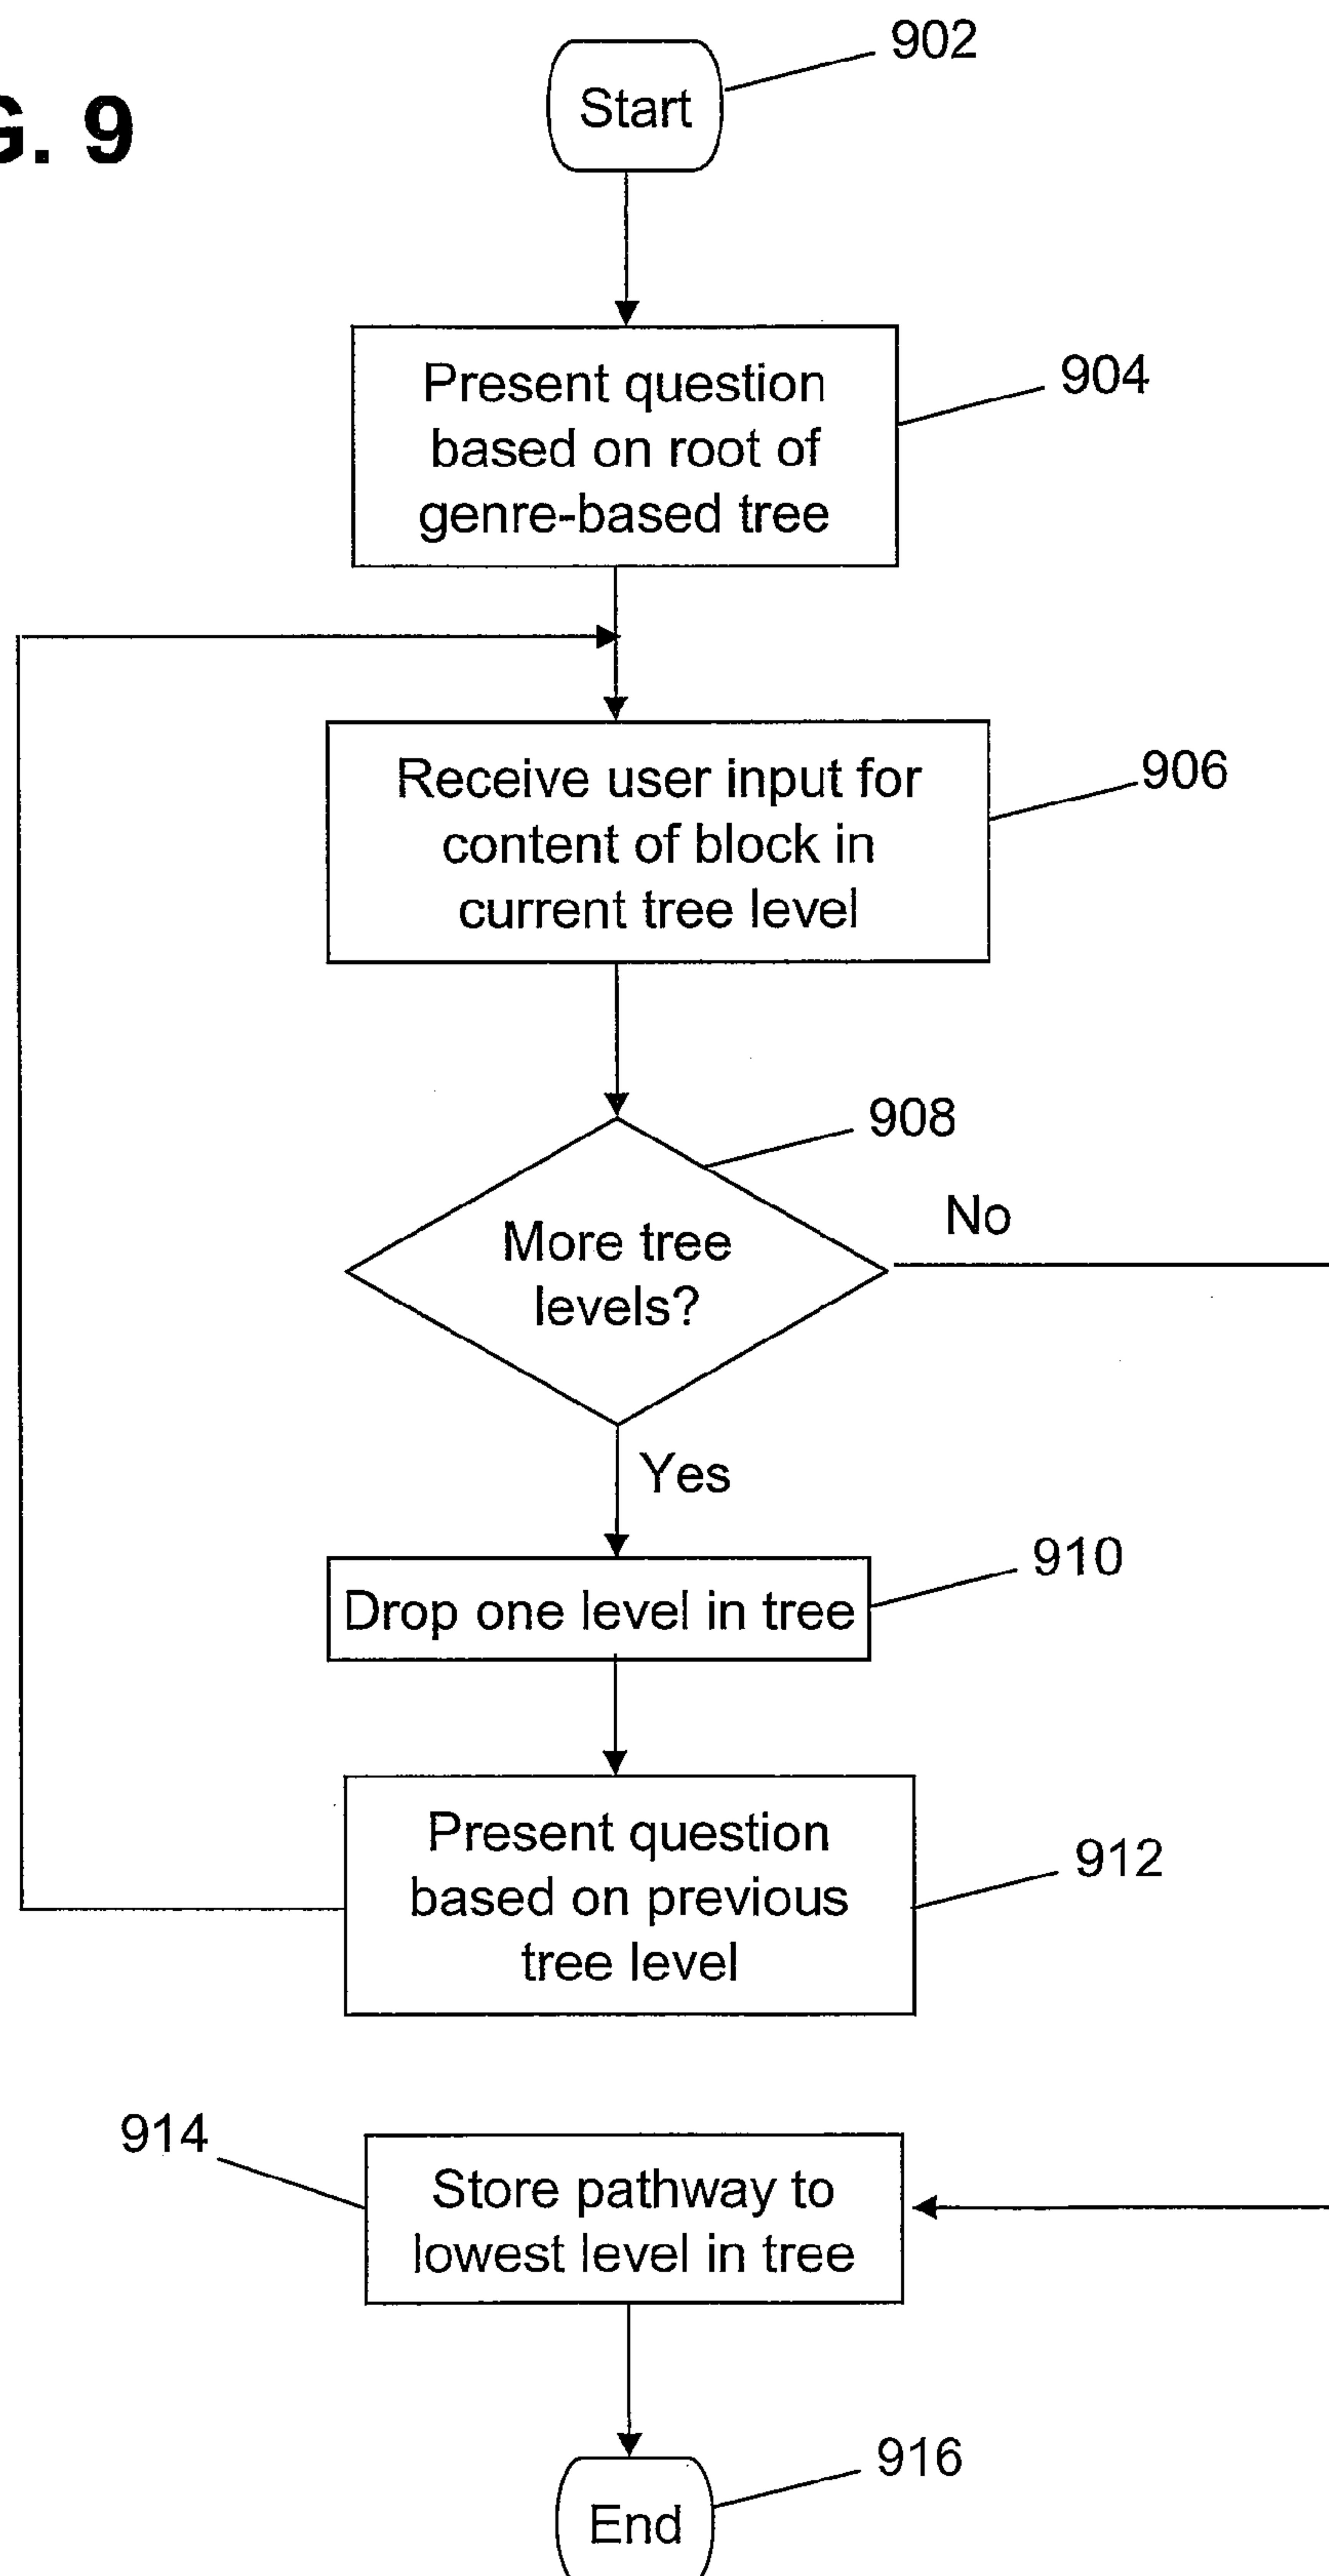 G. 9
902
Start
Present question
based on root of
genre-based tree
904
Receive user input for
content of block in
current tree level
906
908
More tree
levels?
No
Yes
Drop one level in tree
910
Present question
based on previous
tree level
912
914
Store pathway to
lowest level in tree
916
End